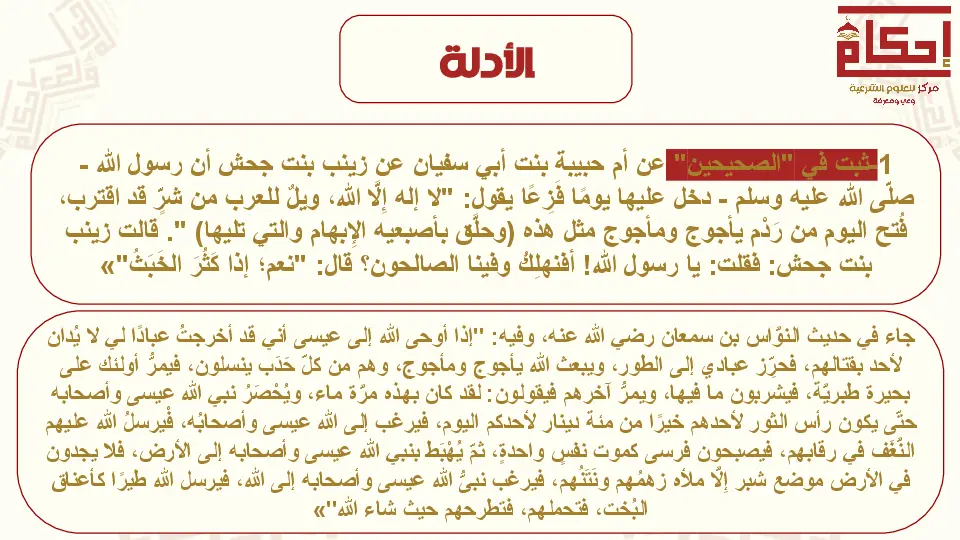 إحكام
مركز للعلوم الشرعية
وعي ومعرفة
الأدلة
1-ثبت في "الصحيحين" عن أم حبيبة بنت أبي سفيان عن زينب بنت جحش أن رسول الله -
صلّى الله عليه وسلم - دخل عليها يومًا فَزِعًا يقول: "لا إله إلَّا الله، ويلٌ للعرب من شرٍّ قد اقترب،
فُتح اليوم من رَدْم يأجوج ومأجوج مثل هذه (وحلَّق بأصبعيه الإبهام والتي تليها) ". قالت زينب
بنت جحش: فقلت: يا رسول الله! أفنهلِكُ وفينا الصالحون؟ قال: "نعم؛ إذا كَثُرَ الخَبَثُ"»
جاء في حديث النوَّاس بن سمعان رضي الله عنه، وفيه: "إذا أوحى الله إلى عيسى أني قد أخرجتُ عبادًا لي لا يُدان
لأحد بقتالهم، فحرّز عبادي إلى الطور، ويبعث الله يأجوج ومأجوج، وهم من كلّ حَدَب ينسلون، فيمرُّ أولئك على
بحيرة طبريَّة، فيشربون ما فيها، ويمرُّ آخرهم فيقولون: لقد كان بهذه مرّة ماء، ويُحْصَرُ نبي الله عيسى وأصحابه
حتّى يكون رأس الثور لأحدهم خيرًا من مئة دينار لأحدكم اليوم، فيرغب إلى الله عيسى وأصحابُه، فيُرسلُ الله عليهم
النَّغَف في رقابهم، فيصبحون فرسى كموت نفسٍ واحدةٍ، ثمّ يُهْبَط بنبي الله عيسى وأصحابه إلى الأرض، فلا يجدون
في الأرض موضع شبر إلَّا ملأه زهمُهم ونَتَنُهم، فيرغب نبيُّ الله عيسى وأصحابه إلى الله، فيرسل الله طيرًا كأعناق
البُخت، فتحملهم، فتطرحهم حيث شاء الله"»